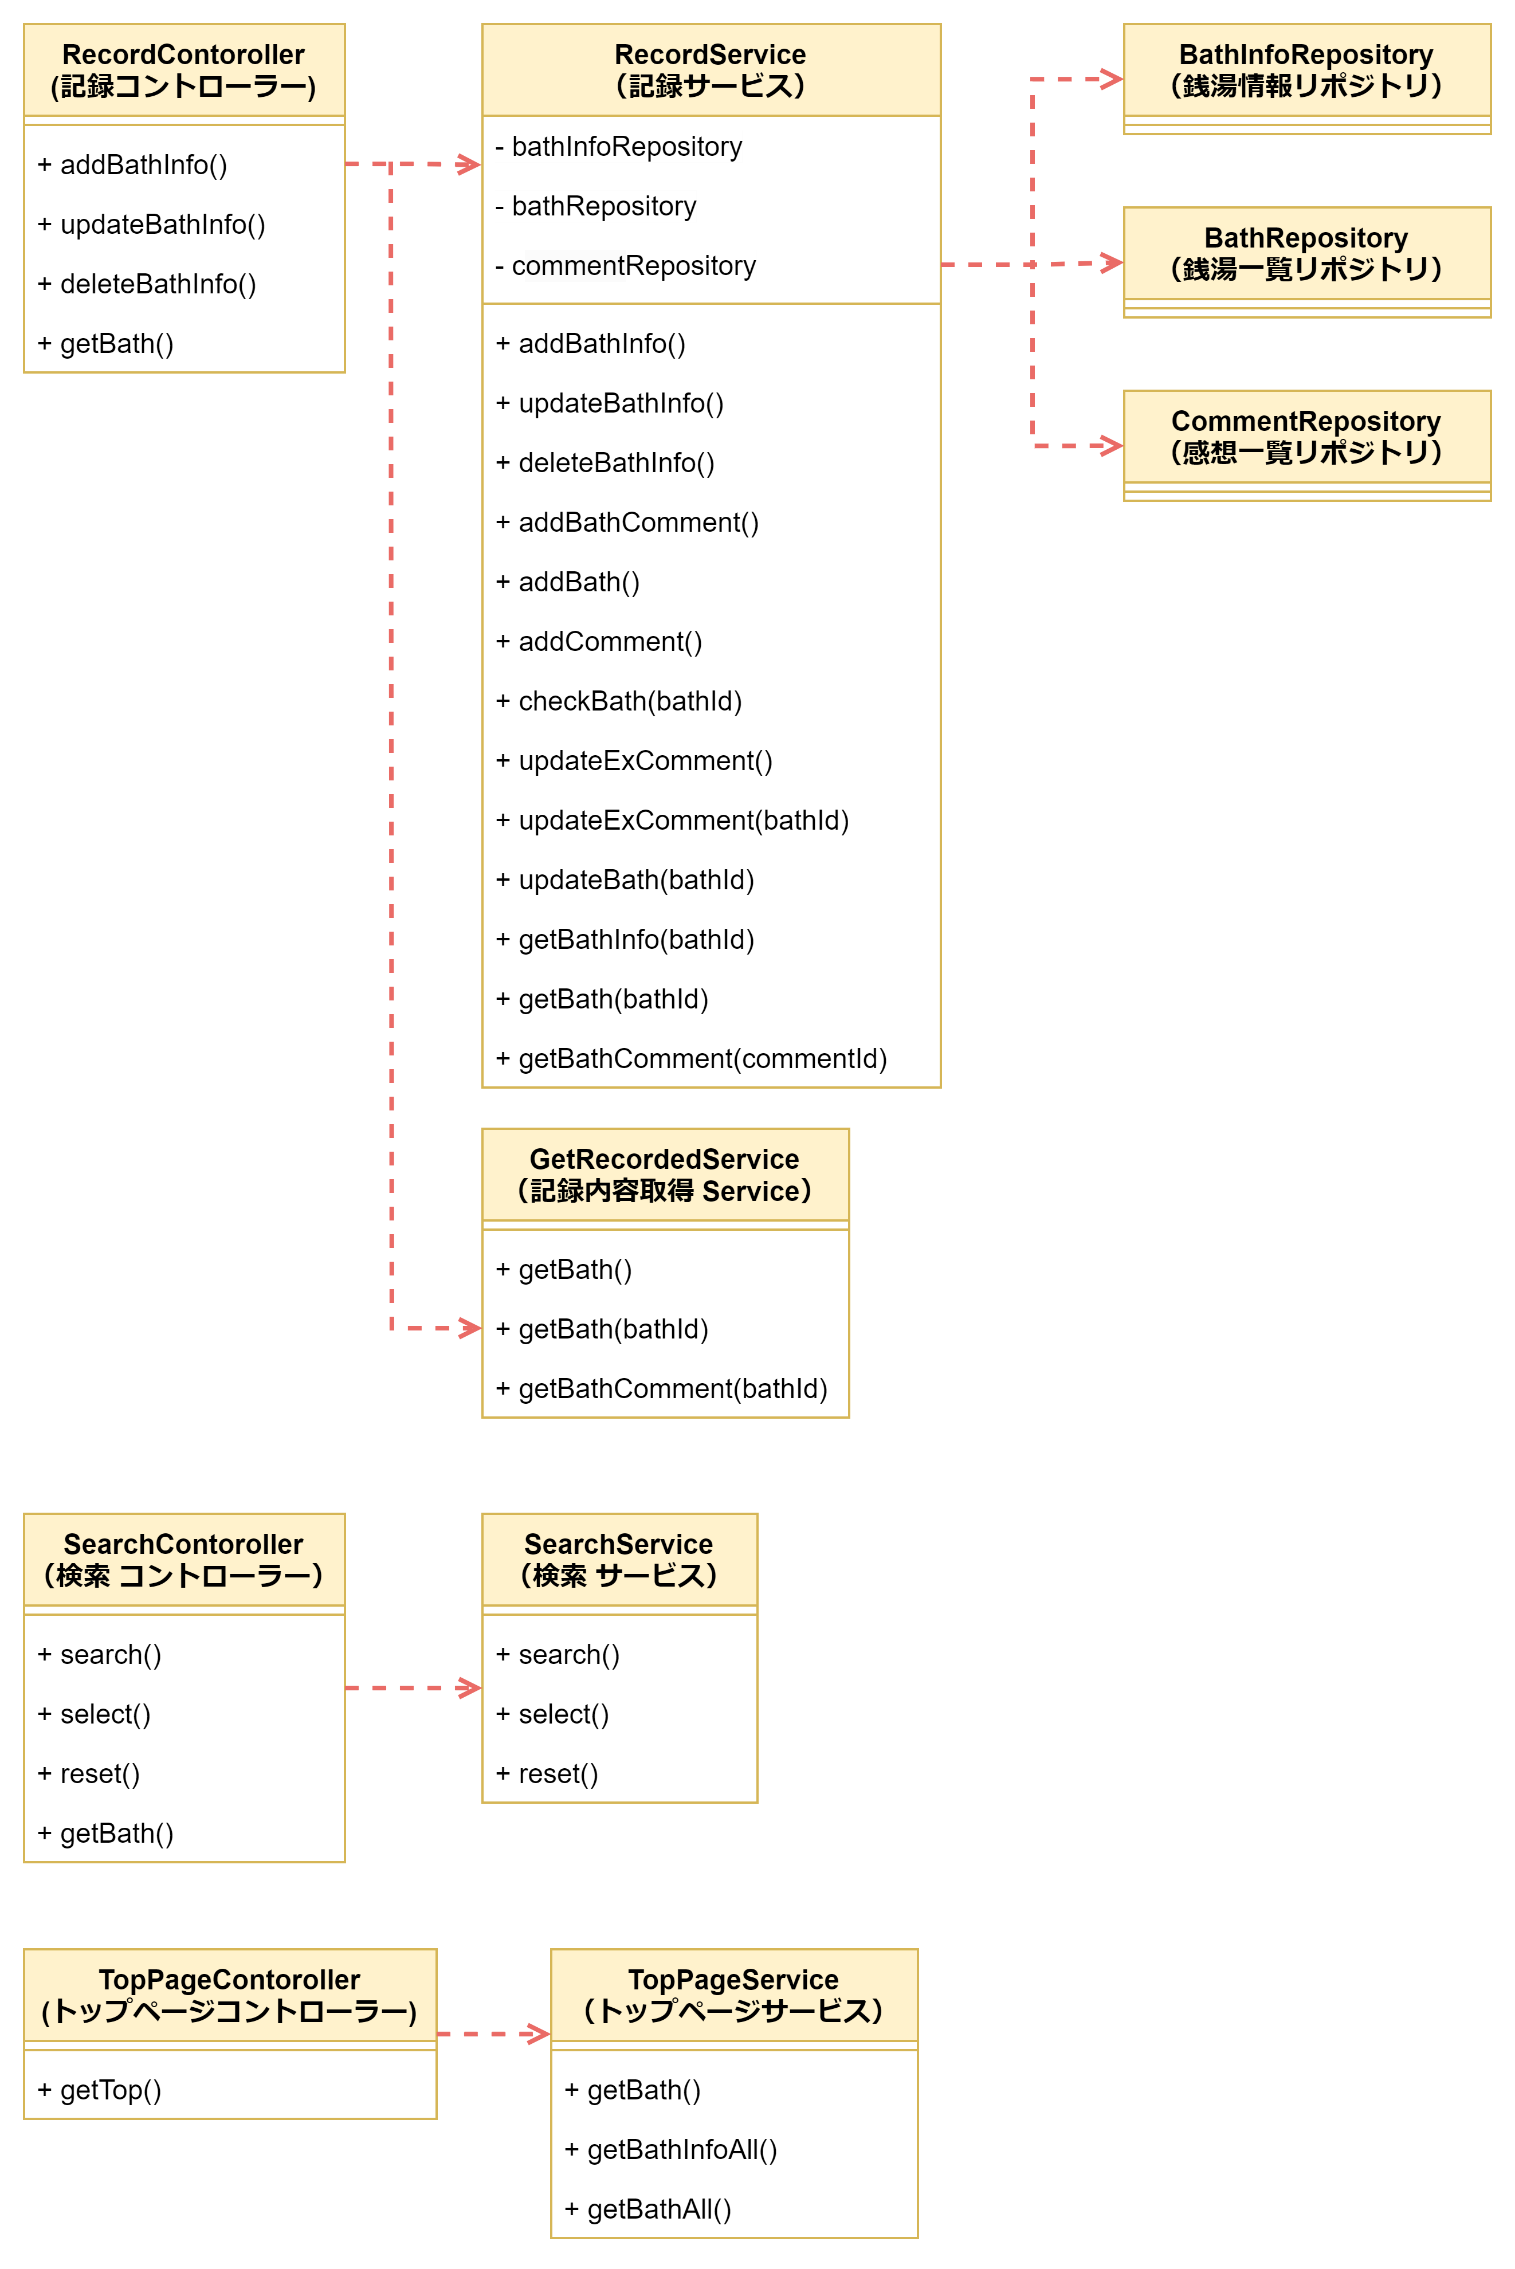 RecordContoroller
(記録コントローラー)
+ addBathInfo()
+ updateBathInfo()
+ deleteBathInfo()
+ getBath()
RecordService
（記録サービス）
- bathInfoRepository
- bathRepository
- commentRepository
+ addBathInfo()
+ updateBathInfo()
+ deleteBathInfo()
+ addBathComment()
+ addBath()
+ addComment()
+ checkBath(bathId)
+ updateExComment()
+ updateExComment(bathId)
+ updateBath(bathId)
+ getBathInfo(bathId)
+ getBath(bathId)
+ getBathComment(commentId)
BathInfoRepository
（銭湯情報リポジトリ）
BathRepository
（銭湯一覧リポジトリ）
CommentRepository
（感想一覧リポジトリ）
GetRecordedService
（記録内容取得 Service）
+ getBath()
+ getBath(bathId)
+ getBathComment(bathId)
SearchContoroller
（検索 コントローラー）
+ search()
+ select()
+ reset()
+ getBath()
SearchService
（検索 サービス）
+ search()
+ select()
+ reset()
TopPageContoroller
(トップページコントローラー)
+ getTop()
TopPageService
（トップページサービス）
+ getBath()
+ getBathInfoAll()
+ getBathAll()